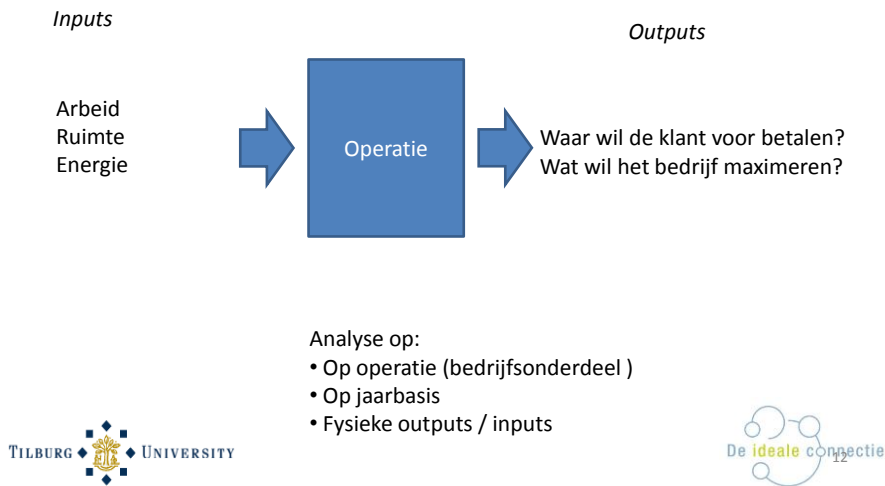 Inputs
Outputs
Arbeid
Ruimte
Energie
Operatie
Waar wil de klant voor betalen?
Wat wil het bedrijf maximeren?
Analyse op:
• Op operatie (bedrijfsonderdeel )
• Op jaarbasis
• Fysieke outputs / inputs
TILBURG UNIVERSITY
De ideale connectie
12